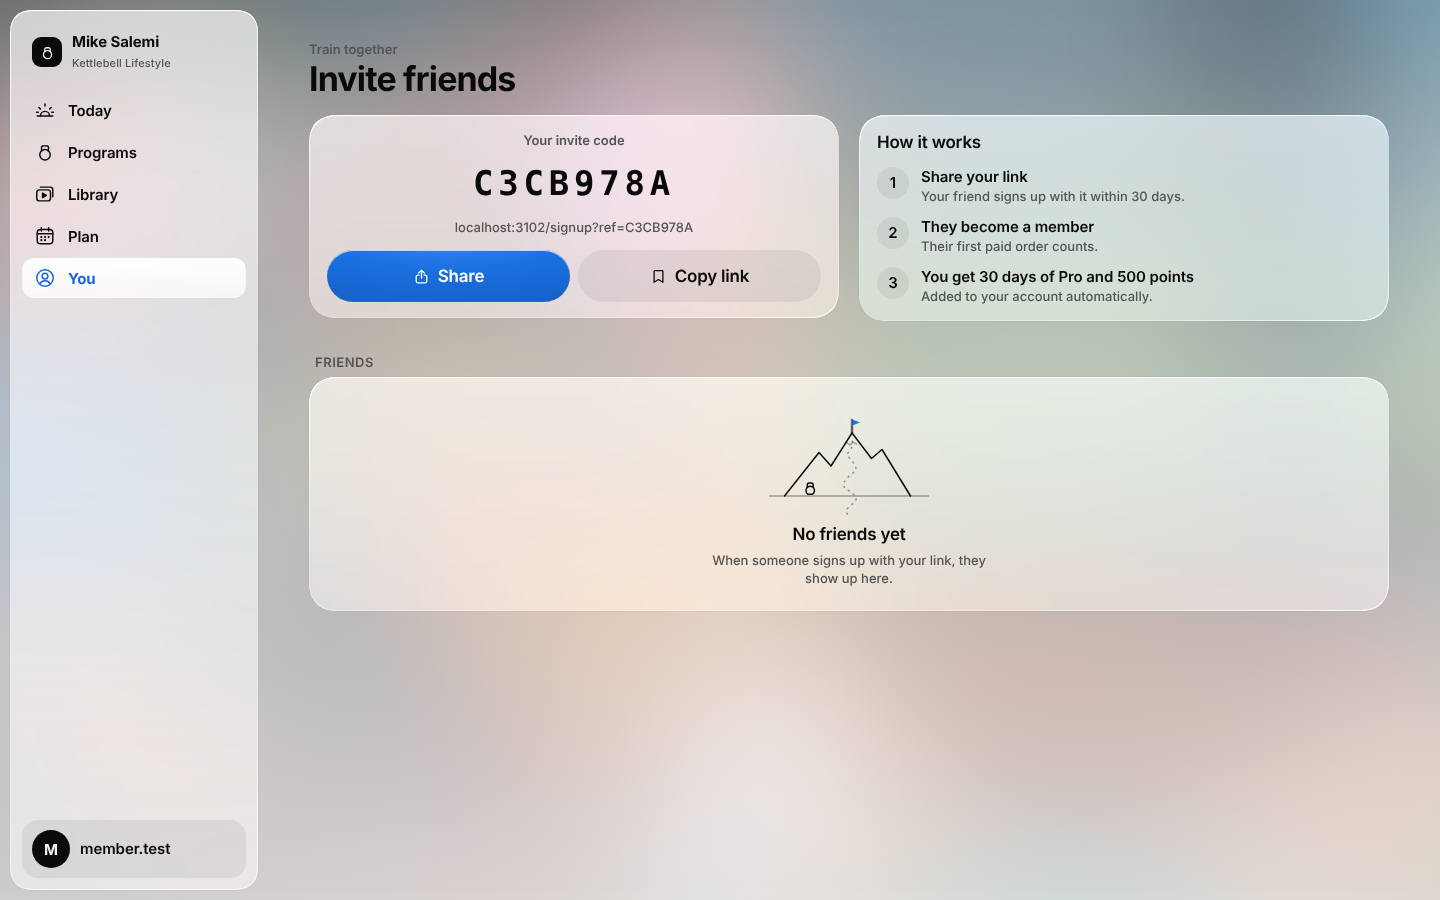 Mike Salemi
Kettlebell Lifestyle
Today
Programs
Library
Plan
You
M
member.test
Train together
Invite friends
Your invite code
C3CB978A
localhost:3102/signup?ref=C3CB978A
Share
Copy link
How it works
1
Share your link
Your friend signs up with it within 30 days.
2
They become a member
Their first paid order counts.
3
You get 30 days of Pro and 500 points
Added to your account automatically.
FRIENDS
No friends yet
When someone signs up with your link, they
show up here.